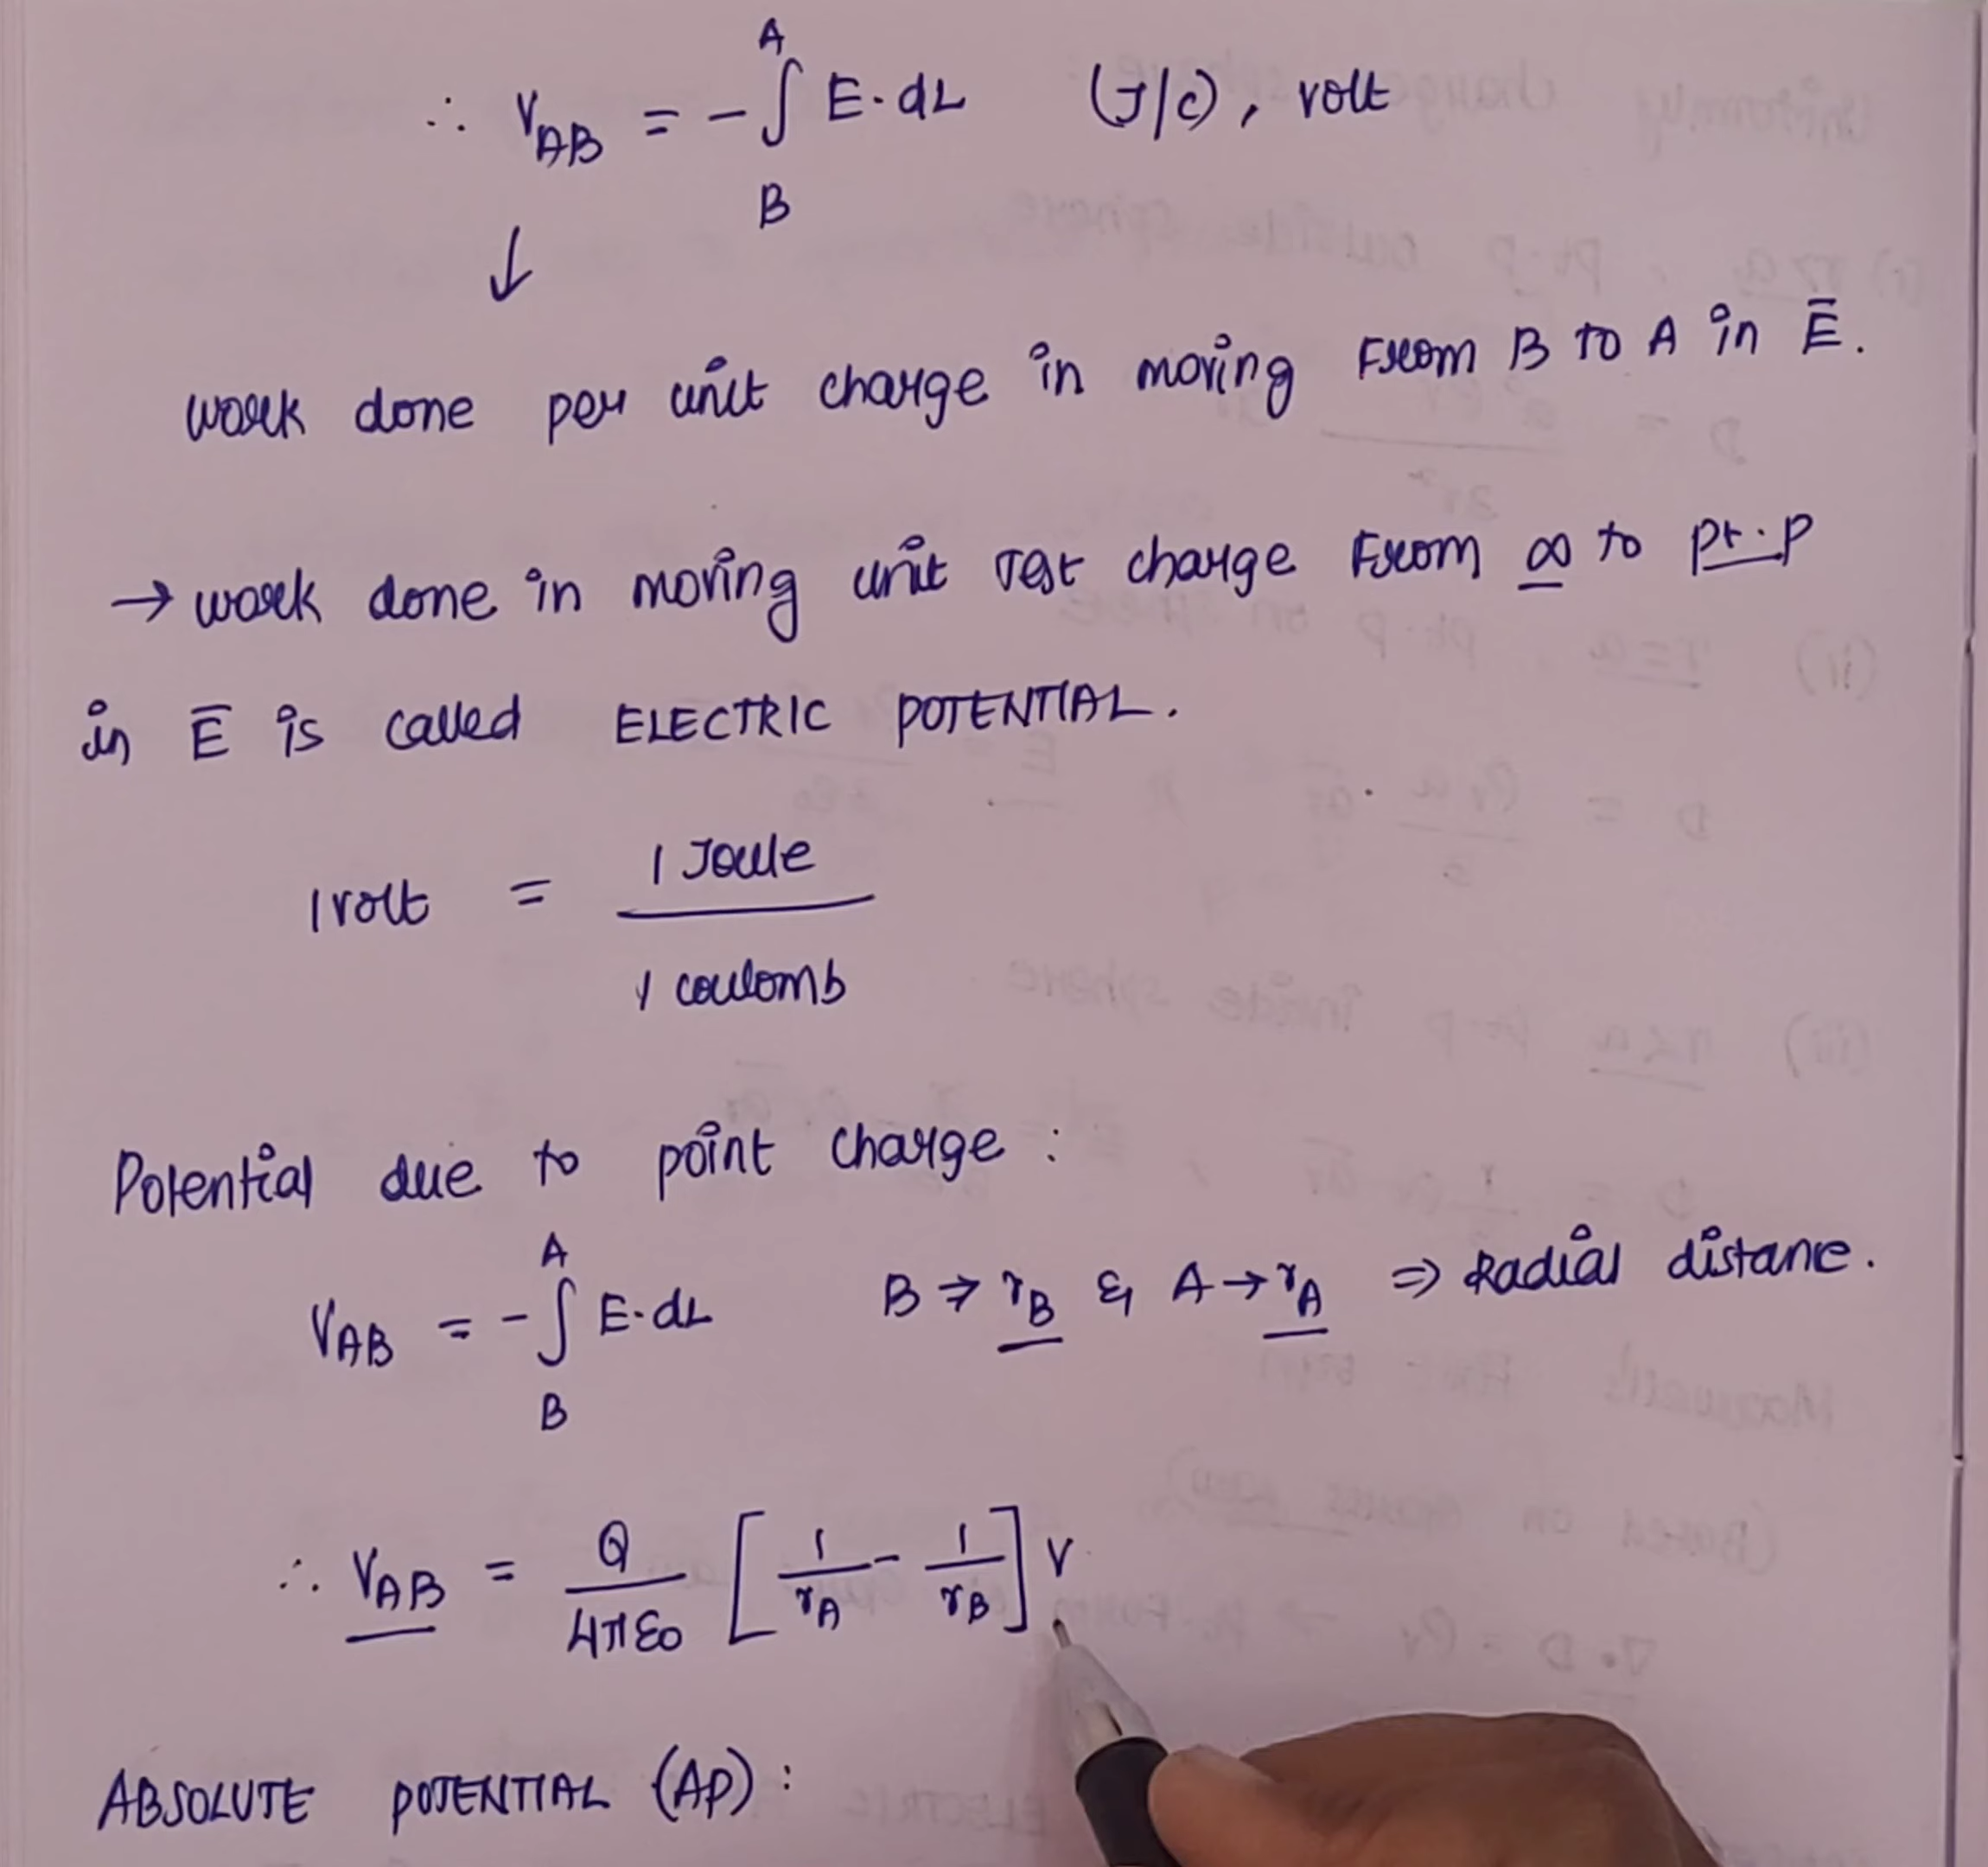 ∴ V_AB = -∫_B^A E·dL (J/C), volt
↓
work done per unit charge in moving From B to A in E̅.
→ work done in moving unit Test charge From ∞ to pt.p
in E̅ is called ELECTRIC POTENTIAL.
1 volt = 1 Joule / 1 coulomb
Potential due to point charge :
V_AB = -∫_B^A E·dL B → r_B & A → r_A ⇒ Radial distane.
∴ V_AB = Q/4πε₀ [1/r_A - 1/r_B] V
ABSOLUTE POTENTIAL (AP) :